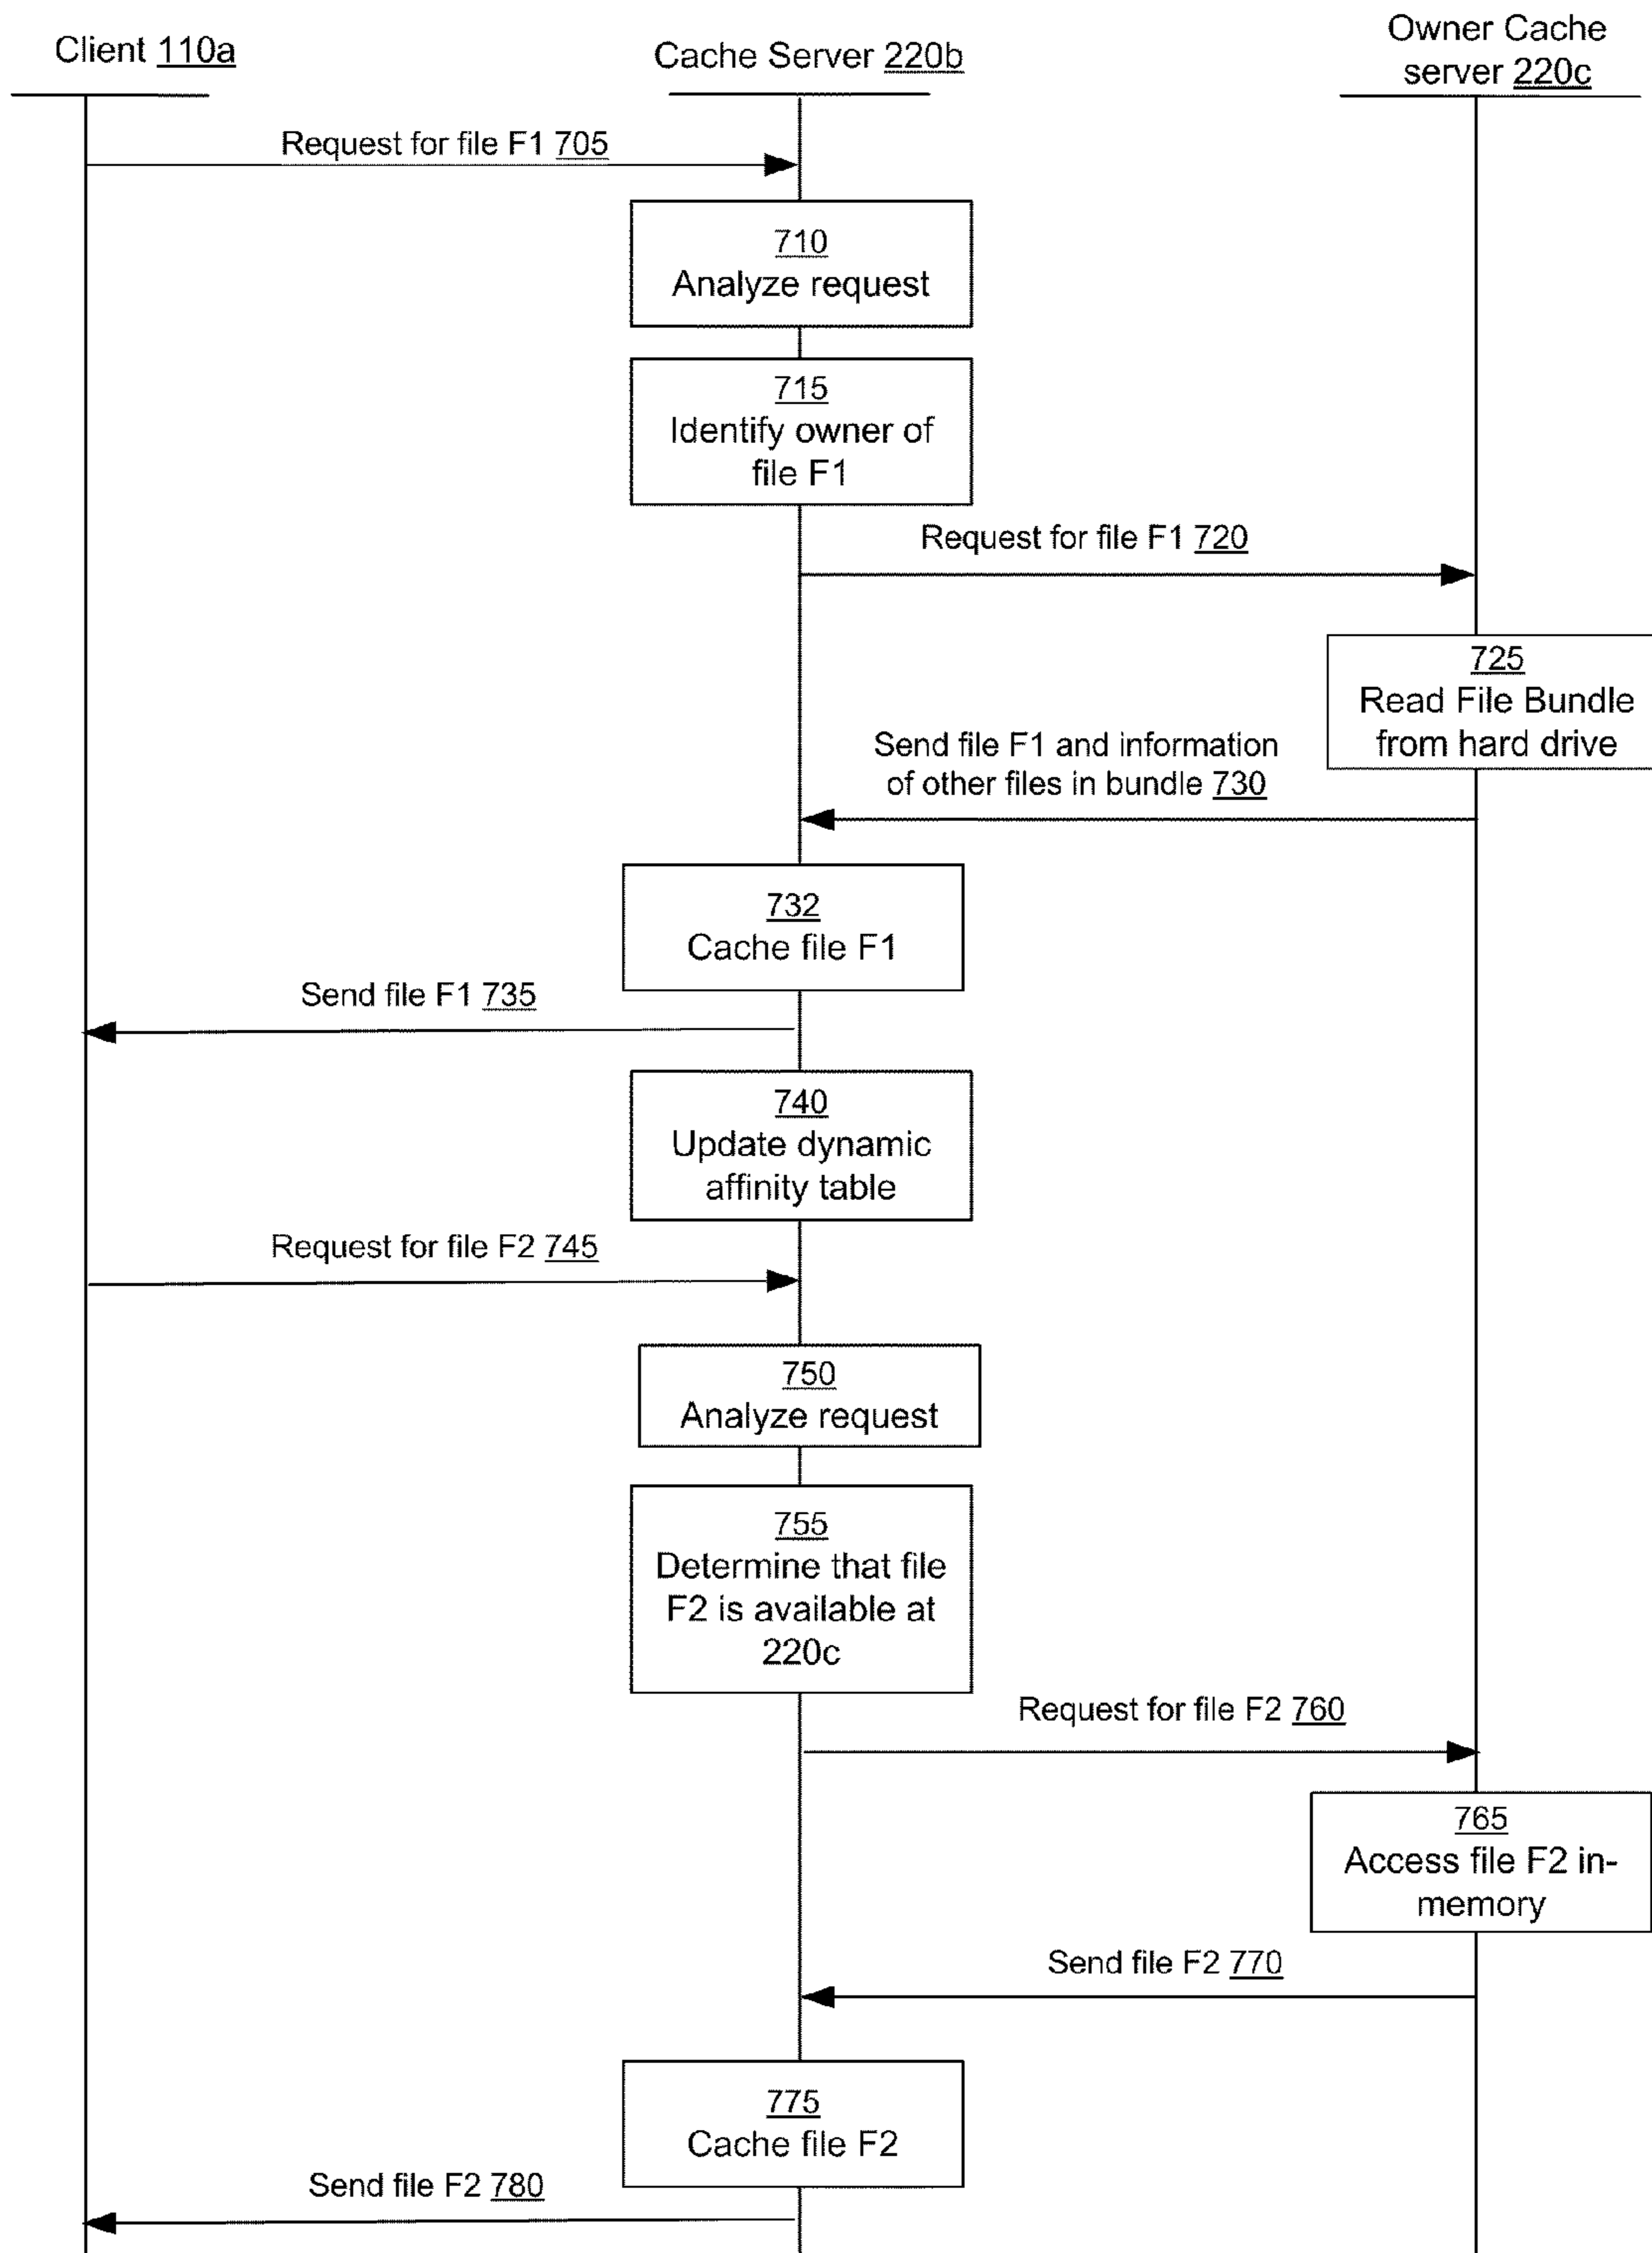 Client 110a
Cache Server 220b
Owner Cache
server 220c
Request for file F1 705
710
Analyze request
715
Identify owner of
file F1
Request for file F1 720
725
Read File Bundle
from hard drive
Send file F1 and information
of other files in bundle 730
732
Cache file F1
Send file F1 735
740
Update dynamic
affinity table
Request for file F2 745
750
Analyze request
755
Determine that file
F2 is available at
220c
Request for file F2 760
765
Access file F2 in-
memory
Send file F2 770
775
Cache file F2
Send file F2 780